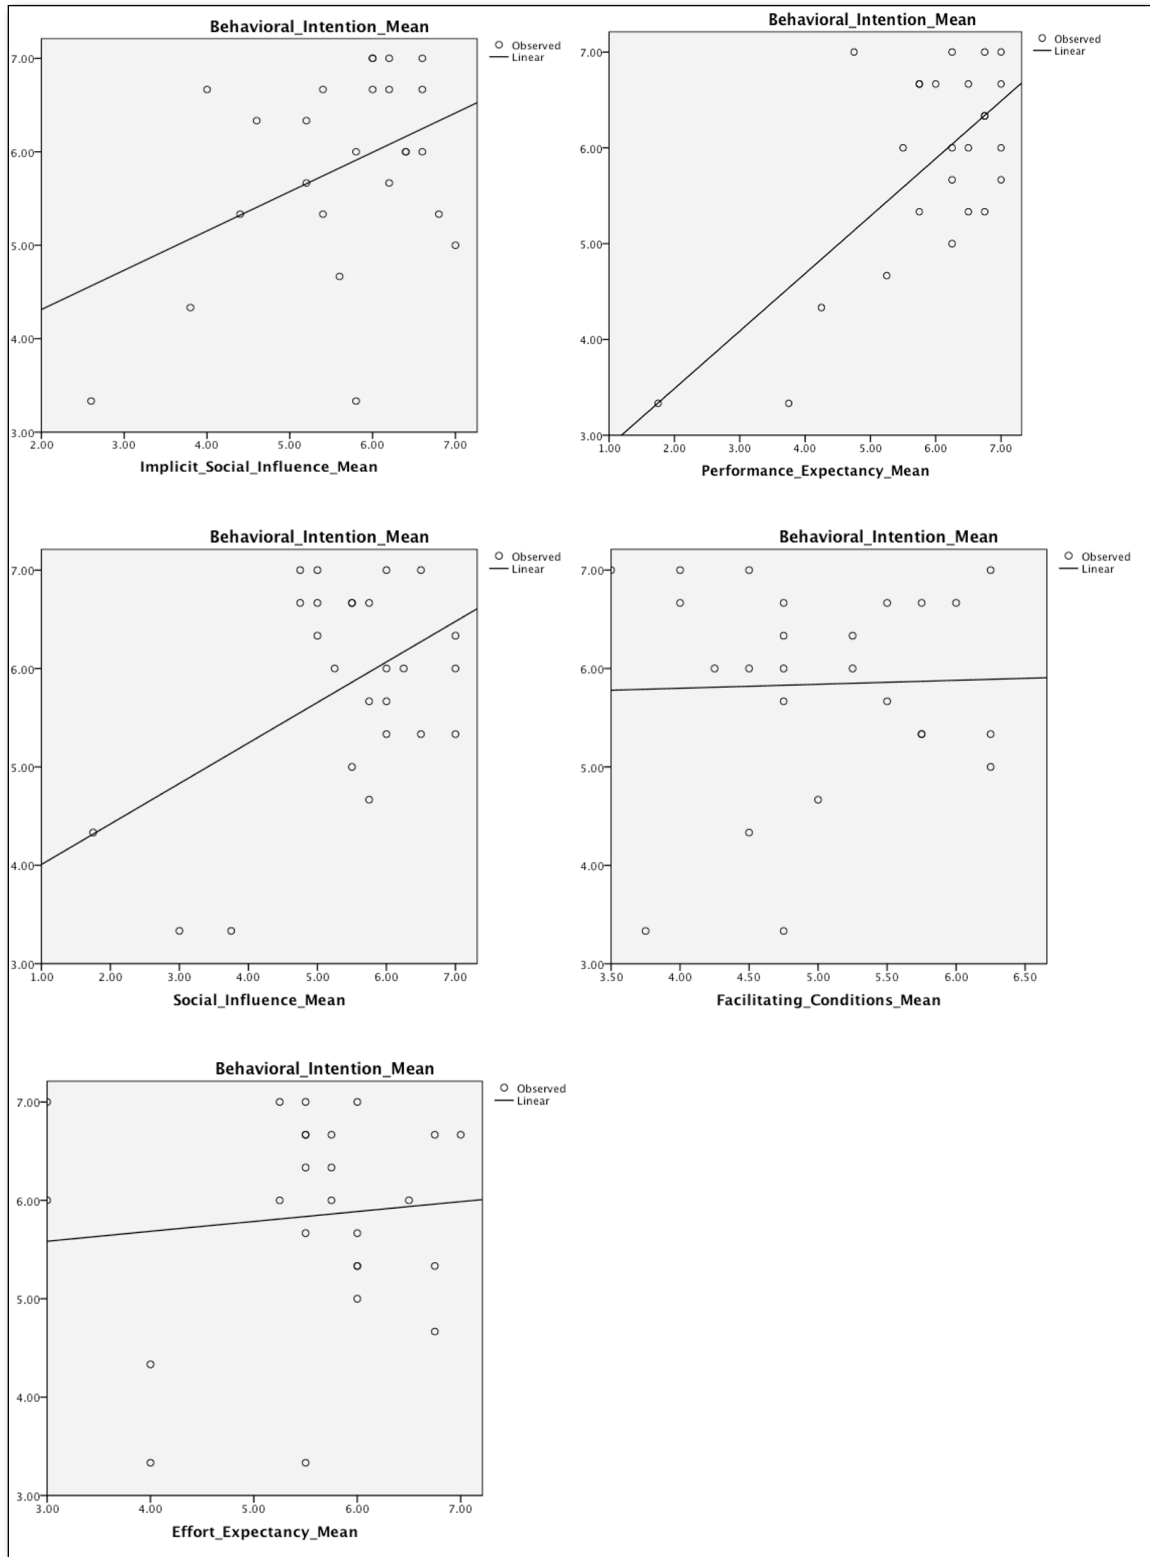 Behavioral_Intention_Mean
Observed
Linear
7.00
6.00
5.00
4.00
3.00
2.00 3.00 4.00 5.00 6.00 7.00
Implicit_Social_Influence_Mean
Behavioral_Intention_Mean
Observed
Linear
7.00
6.00
5.00
4.00
3.00
1.00 2.00 3.00 4.00 5.00 6.00 7.00
Performance_Expectancy_Mean
Behavioral_Intention_Mean
Observed
Linear
7.00
6.00
5.00
4.00
3.00
1.00 2.00 3.00 4.00 5.00 6.00 7.00
Social_Influence_Mean
Behavioral_Intention_Mean
Observed
Linear
7.00
6.00
5.00
4.00
3.00
3.50 4.00 4.50 5.00 5.50 6.00 6.50
Facilitating_Conditions_Mean
Behavioral_Intention_Mean
Observed
Linear
7.00
6.00
5.00
4.00
3.00
3.00 4.00 5.00 6.00 7.00
Effort_Expectancy_Mean